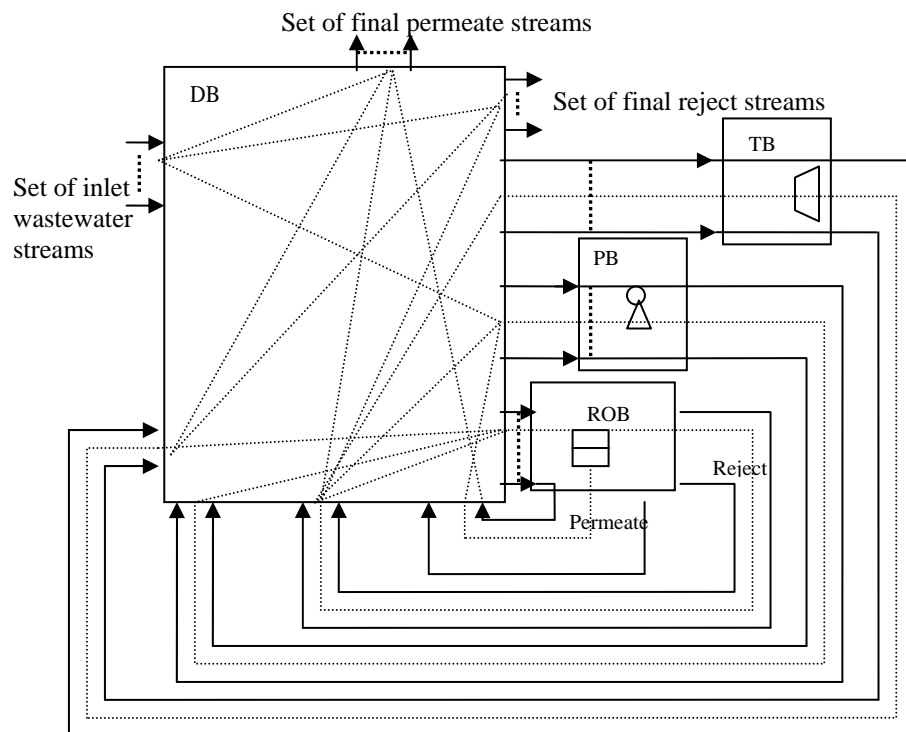 Set of final permeate streams
DB
Set of final reject streams
TB
Set of inlet
wastewater
streams
PB
ROB
Reject
Permeate